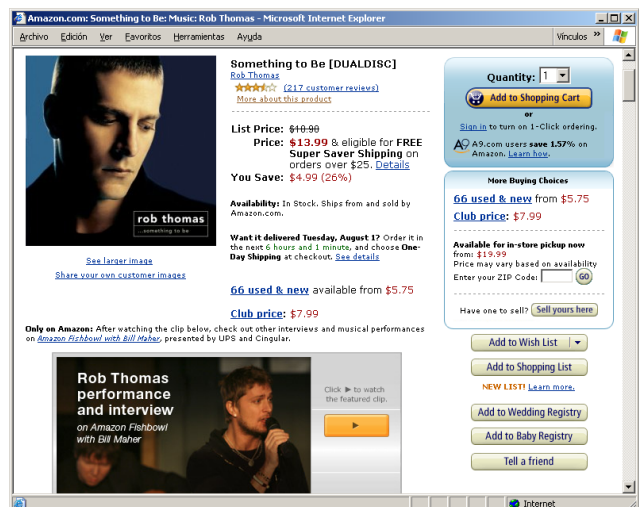 Amazon.com: Something to Be: Music: Rob Thomas - Microsoft Internet Explorer
Archivo Edición Ver Favoritos Herramientas Ayuda Vínculos »
rob thomas
...something to be
See larger image
Share your own customer images
Something to Be [DUALDISC]
Rob Thomas
(217 customer reviews)
More about this product
List Price:
Price: $13.99 & eligible for FREE
Super Saver Shipping on
orders over $25. Details
You Save: $4.99 (26%)
Availability: In Stock. Ships from and sold by
Amazon.com.
Want it delivered Tuesday, August 1? Order it
in the next 6 hours and 1 minute, and choose One-
Day Shipping at checkout. See details
66 used & new available from $5.75
Club price: $7.99
Quantity: 1
Add to Shopping Cart
or
Sign in to turn on 1-Click ordering.
A9 A9.com users save 1.57% on
Amazon. Learn how.
More Buying Choices
66 used & new from $5.75
Club price: $7.99
Available for in-store pickup now
from: $19.99
Price may vary based on availability
Enter your ZIP Code: GO
Have one to sell? Sell yours here
Add to Wish List
Add to Shopping List
NEW LIST! Learn more.
Add to Wedding Registry
Add to Baby Registry
Tell a friend
Only on Amazon: After watching the clip below, check out other interviews and musical performances
on Amazon Fishbowl with Bill Maher, presented by UPS and Cingular.
Rob Thomas
performance
and interview
on Amazon Fishbowl
with Bill Maher
Click ► to watch
the featured clip.
Internet